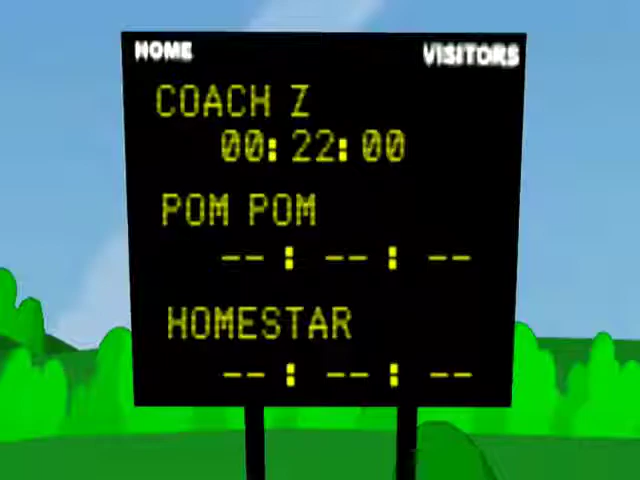 HOME VISITORS
COACH Z
00:22:00
POM POM
--:--:--
HOMESTAR
--:--:--